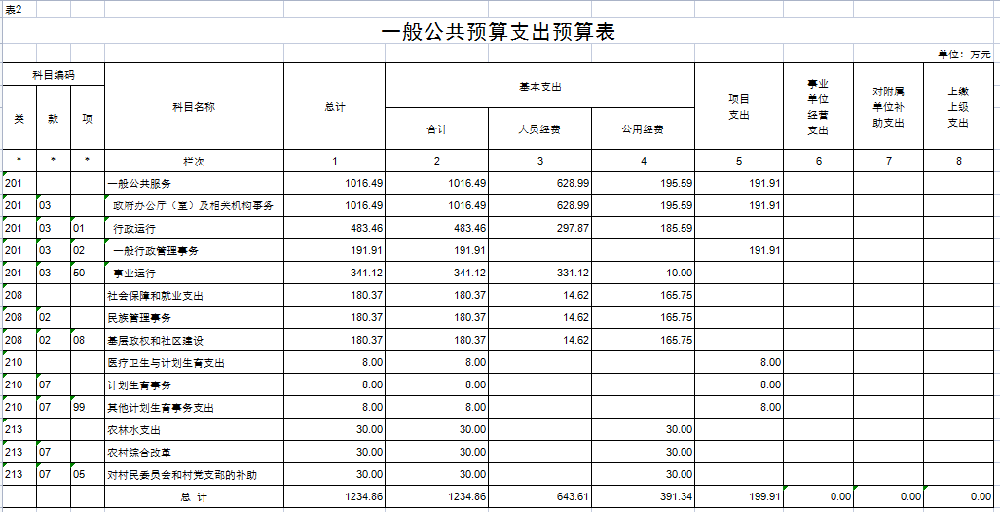 表2
一般公共预算支出预算表
单位：万元
科目编码 科目名称 总计 基本支出 项目支出 事业单位经营支出 对附属单位补助支出 上缴上级支出
类 款 项 合计 人员经费 公用经费
* * * 栏次 1 2 3 4 5 6 7 8
201 一般公共服务 1016.49 1016.49 628.99 195.59 191.91
201 03 政府办公厅（室）及相关机构事务 1016.49 1016.49 628.99 195.59 191.91
201 03 01 行政运行 483.46 483.46 297.87 185.59
201 03 02 一般行政管理事务 191.91 191.91 191.91
201 03 50 事业运行 341.12 341.12 331.12 10.00
208 社会保障和就业支出 180.37 180.37 14.62 165.75
208 02 民族管理事务 180.37 180.37 14.62 165.75
208 02 08 基层政权和社区建设 180.37 180.37 14.62 165.75
210 医疗卫生与计划生育支出 8.00 8.00 8.00
210 07 计划生育事务 8.00 8.00 8.00
210 07 99 其他计划生育事务支出 8.00 8.00 8.00
213 农林水支出 30.00 30.00 30.00
213 07 农村综合改革 30.00 30.00 30.00
213 07 05 对村民委员会和村党支部的补助 30.00 30.00 30.00
总 计 1234.86 1234.86 643.61 391.34 199.91 0.00 0.00 0.00